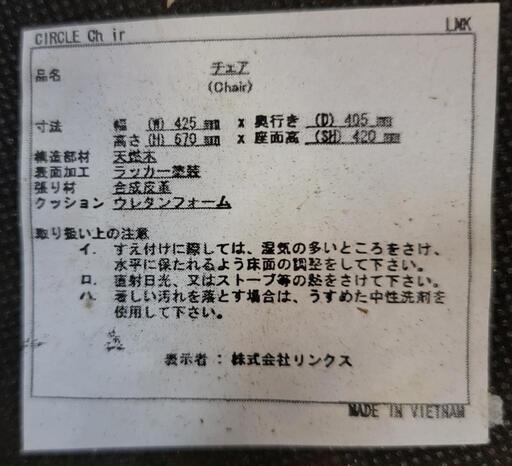 CIRCLE Ch ir
LMK
品名 チェア
(Chair)
寸法 幅 (W) 425 mm x 奥行き (D) 405 mm
高さ (H) 670 mm x 座面高 (SH) 420 mm
構造部材 天然木
表面加工 ラッカー塗装
張り材 合成皮革
クッション ウレタンフォーム
取り扱い上の注意
イ. すえ付けに際しては、湿気の多いところをさけ、
水平に保たれるよう床面の調整をして下さい。
ロ. 直射日光、又はストーブ等の熱をさけて下さい。
ハ. 著しい汚れを落とす場合は、うすめた中性洗剤を
使用して下さい。
表示者 : 株式会社リンクス
MADE IN VIETNAM